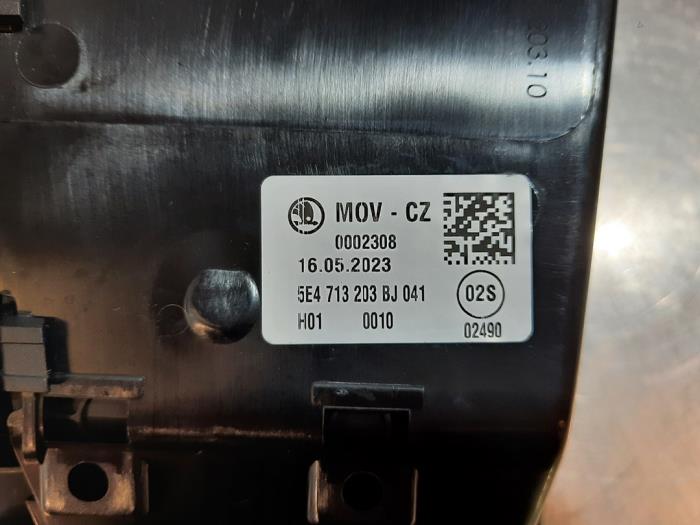 203.10
MOV - CZ
0002308
16.05.2023
5E4 713 203 BJ 041
H01 0010
02S
02490